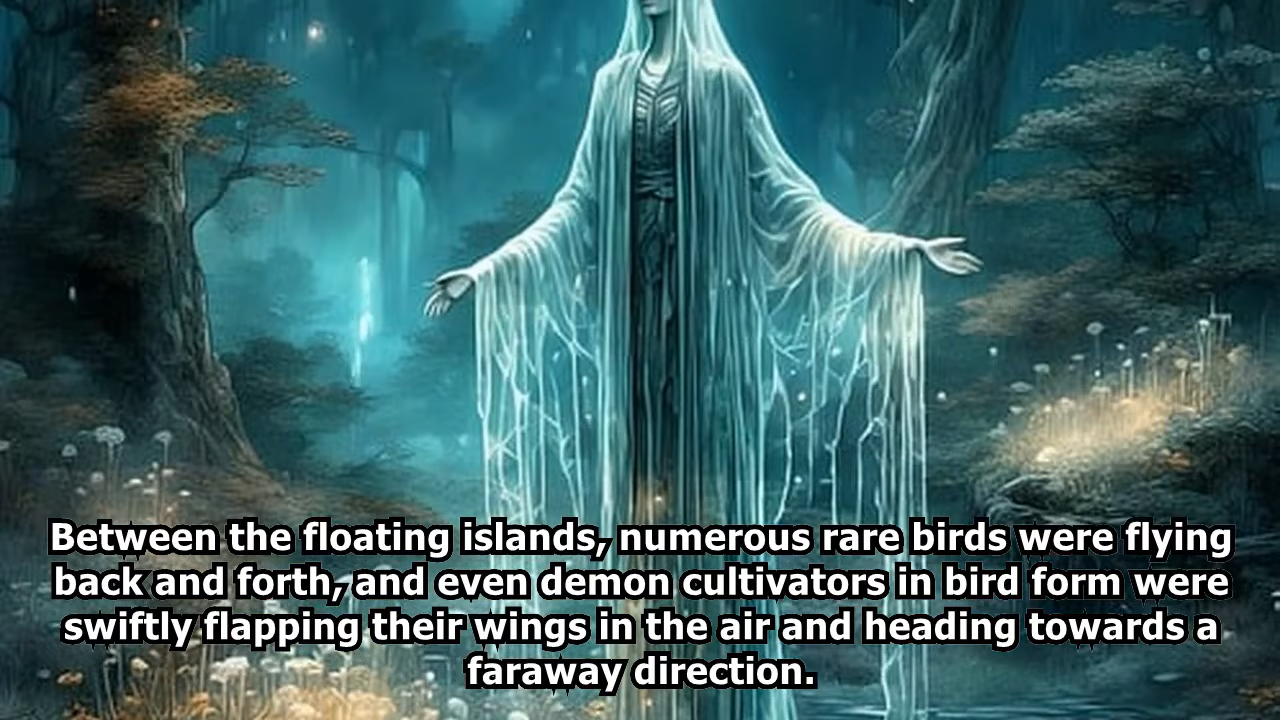 Between the floating islands, numerous rare birds were flying
back and forth, and even demon cultivators in bird form were
swiftly flapping their wings in the air and heading towards a
faraway direction.